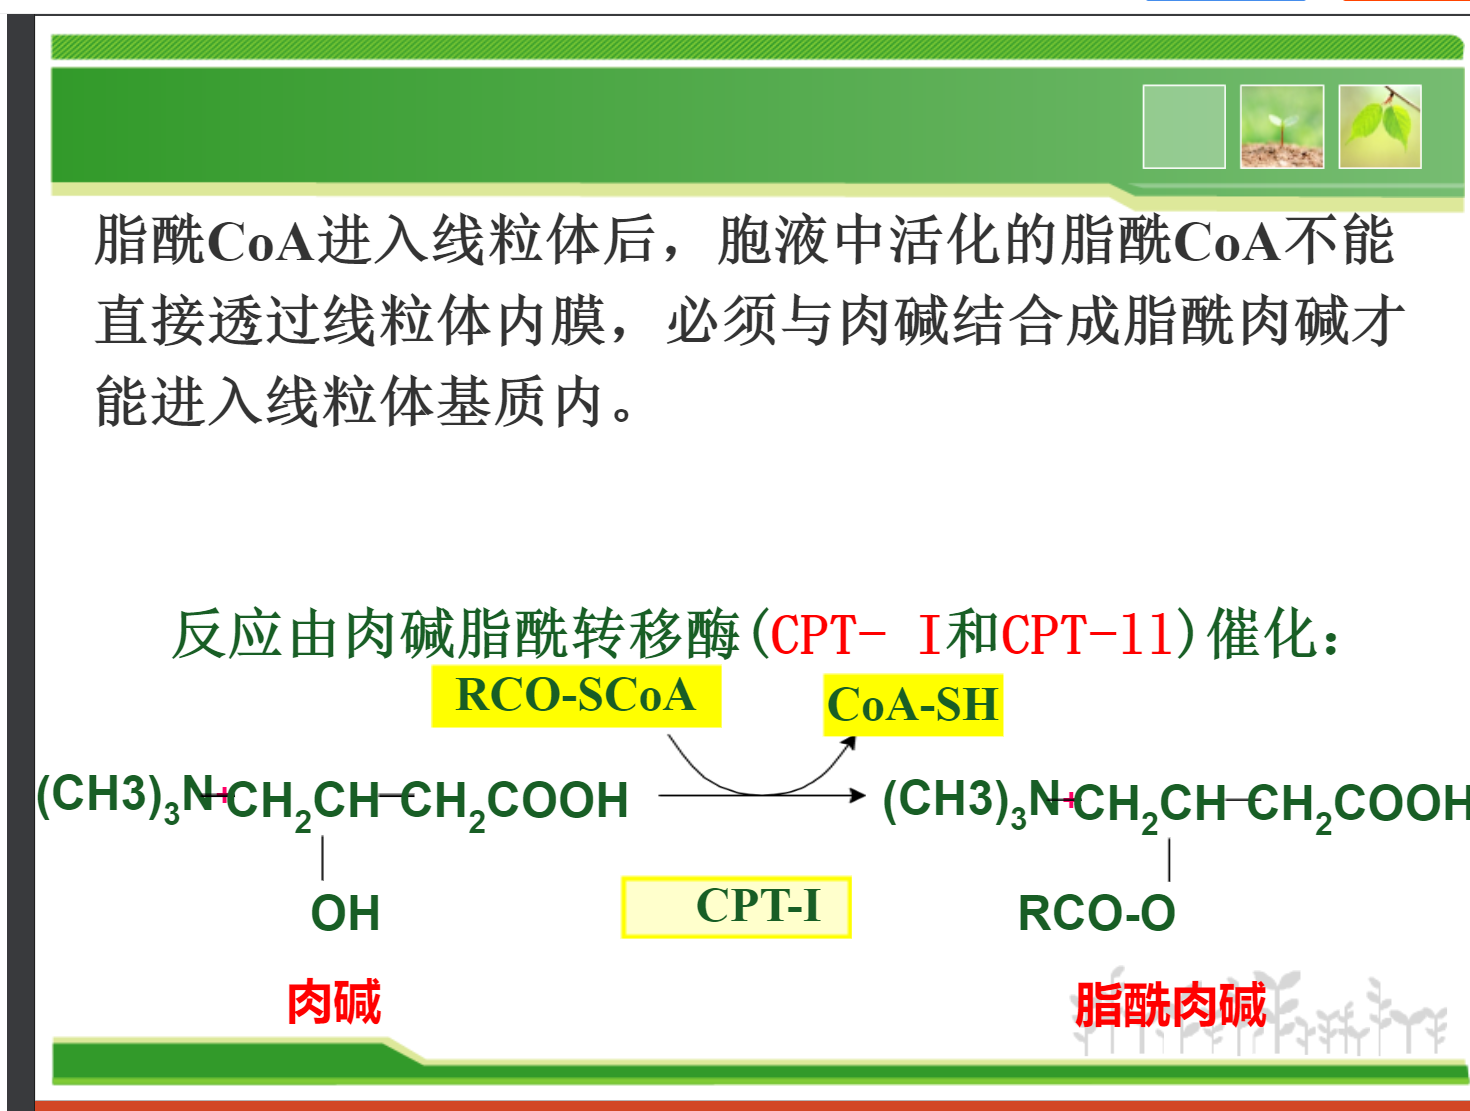 脂酰CoA进入线粒体后，胞液中活化的脂酰CoA不能
直接透过线粒体内膜，必须与肉碱结合成脂酰肉碱才
能进入线粒体基质内。
反应由肉碱脂酰转移酶(CPT- I和CPT-11)催化：
RCO-SCoA
CoA-SH
(CH3)₃N+CH₂CH—CH₂COOH
(CH3)₃N+CH₂CH—CH₂COOH
OH
CPT-I
RCO-O
肉碱
脂酰肉碱